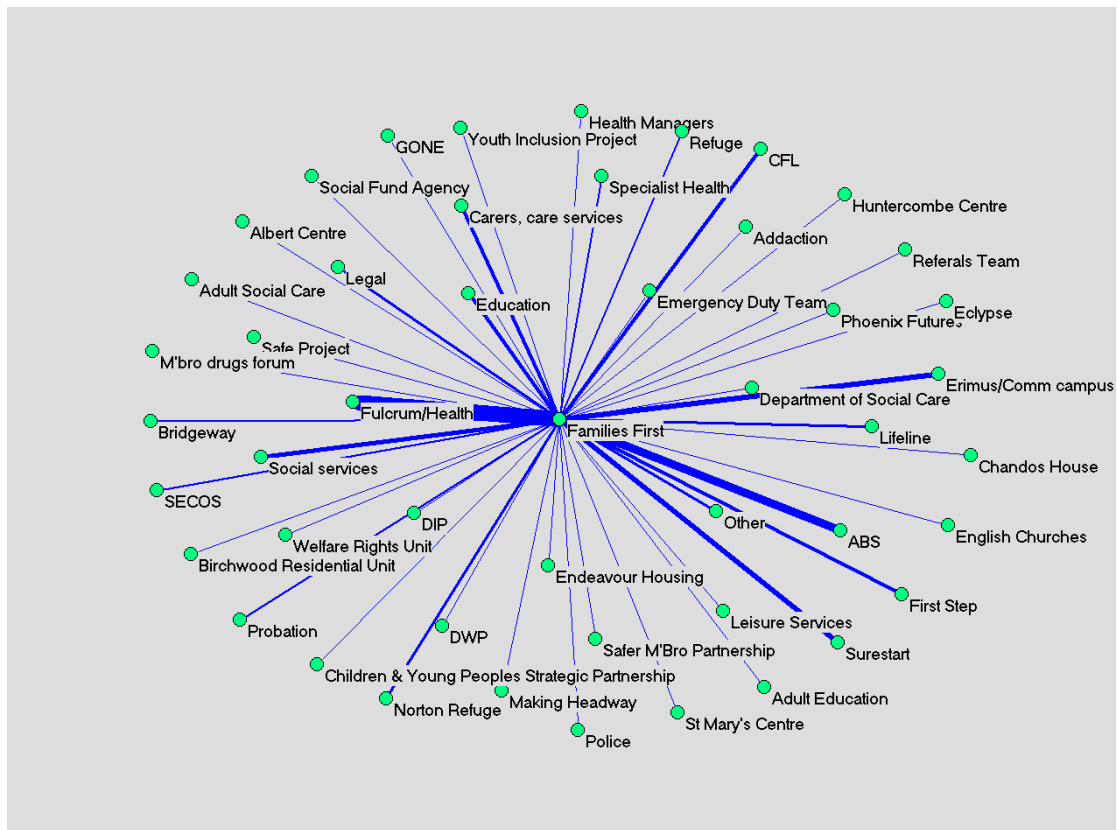 Health Managers
Youth Inclusion Project
Refuge
GONE
CFL
Social Fund Agency
Specialist Health
Huntercombe Centre
Carers, care services
Albert Centre
Addaction
Legal
Referals Team
Adult Social Care
Education
Emergency Duty Team
Eclypse
Phoenix Futures
Safe Project
M'bro drugs forum
Erimus/Comm campus
Department of Social Care
Fulcrum/Health
Families First
Bridgeway
Lifeline
Chandos House
Social services
SECOS
Other
DIP
ABS
English Churches
Welfare Rights Unit
Birchwood Residential Unit
Endeavour Housing
First Step
Leisure Services
Probation
DWP
Safer M'Bro Partnership
Surestart
Children & Young Peoples Strategic Partnership
Adult Education
Norton Refuge
Making Headway
St Mary's Centre
Police